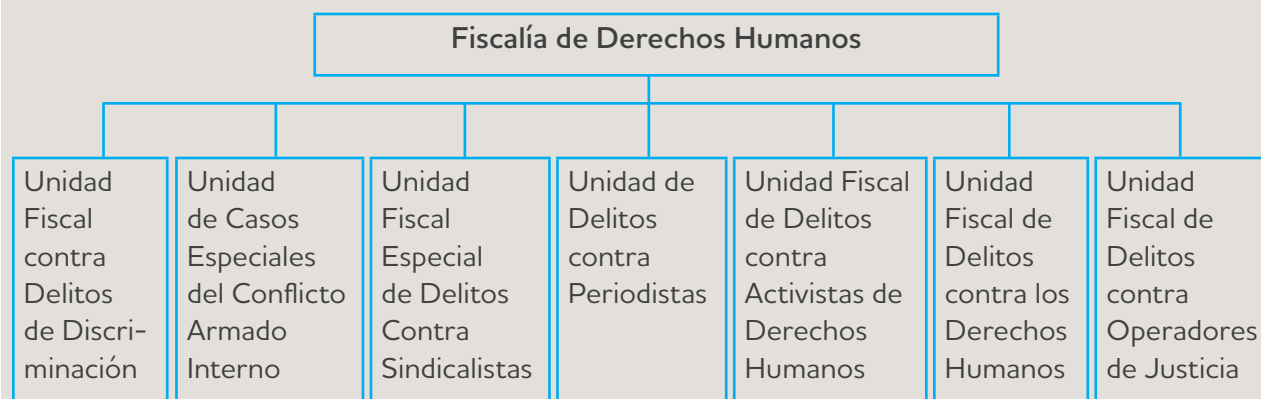 Fiscalía de Derechos Humanos
Unidad
Fiscal
contra
Delitos
de Discri-
minación
Unidad
de Casos
Especiales
del Conflicto
Armado
Interno
Unidad
Fiscal
Especial
de Delitos
Contra
Sindicalistas
Unidad de
Delitos
contra
Periodistas
Unidad Fiscal
de Delitos
contra
Activistas de
Derechos
Humanos
Unidad
Fiscal de
Delitos
contra los
Derechos
Humanos
Unidad
Fiscal de
Delitos
contra
Operadores
de Justicia